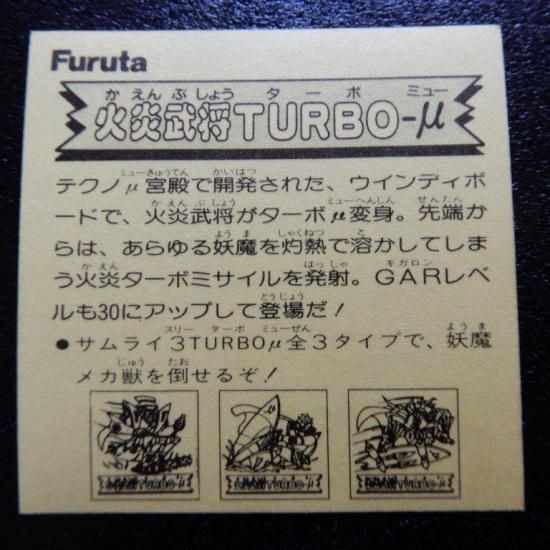 Furuta
か えん ぶ しょう ターボ ミュー
火炎武将TURBO-μ
ミューきゅうでん かいはつ
テクノμ宮殿で開発された、ウインディボ
か えん ぶ しょう ミューへんしん せんたん
ードで、火炎武将がターボμ変身。先端か
よう ま しゃくねつ と
らは、あらゆる妖魔を灼熱で溶かしてしま
か えん はっ しゃ ギガロン
う火炎ターボミサイルを発射。GARレベ
とうじょう
ルも30にアップして登場だ！
スリー ターボ ミューぜん よう ま
●サムライ3TURBOμ全3タイプで、妖魔
じゅう たお
メカ獣を倒せるぞ！
TURBO-μ TURBO-μ TURBO-μ